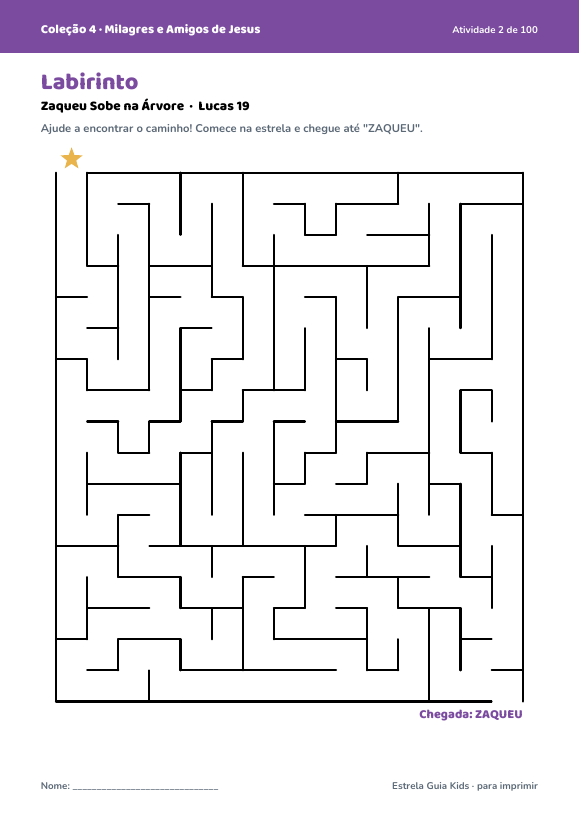 Coleção 4 · Milagres e Amigos de Jesus
Atividade 2 de 100
Labirinto
Zaqueu Sobe na Árvore · Lucas 19
Ajude a encontrar o caminho! Comece na estrela e chegue até "ZAQUEU".
Chegada: ZAQUEU
Nome: ____________________________
Estrela Guia Kids · para imprimir